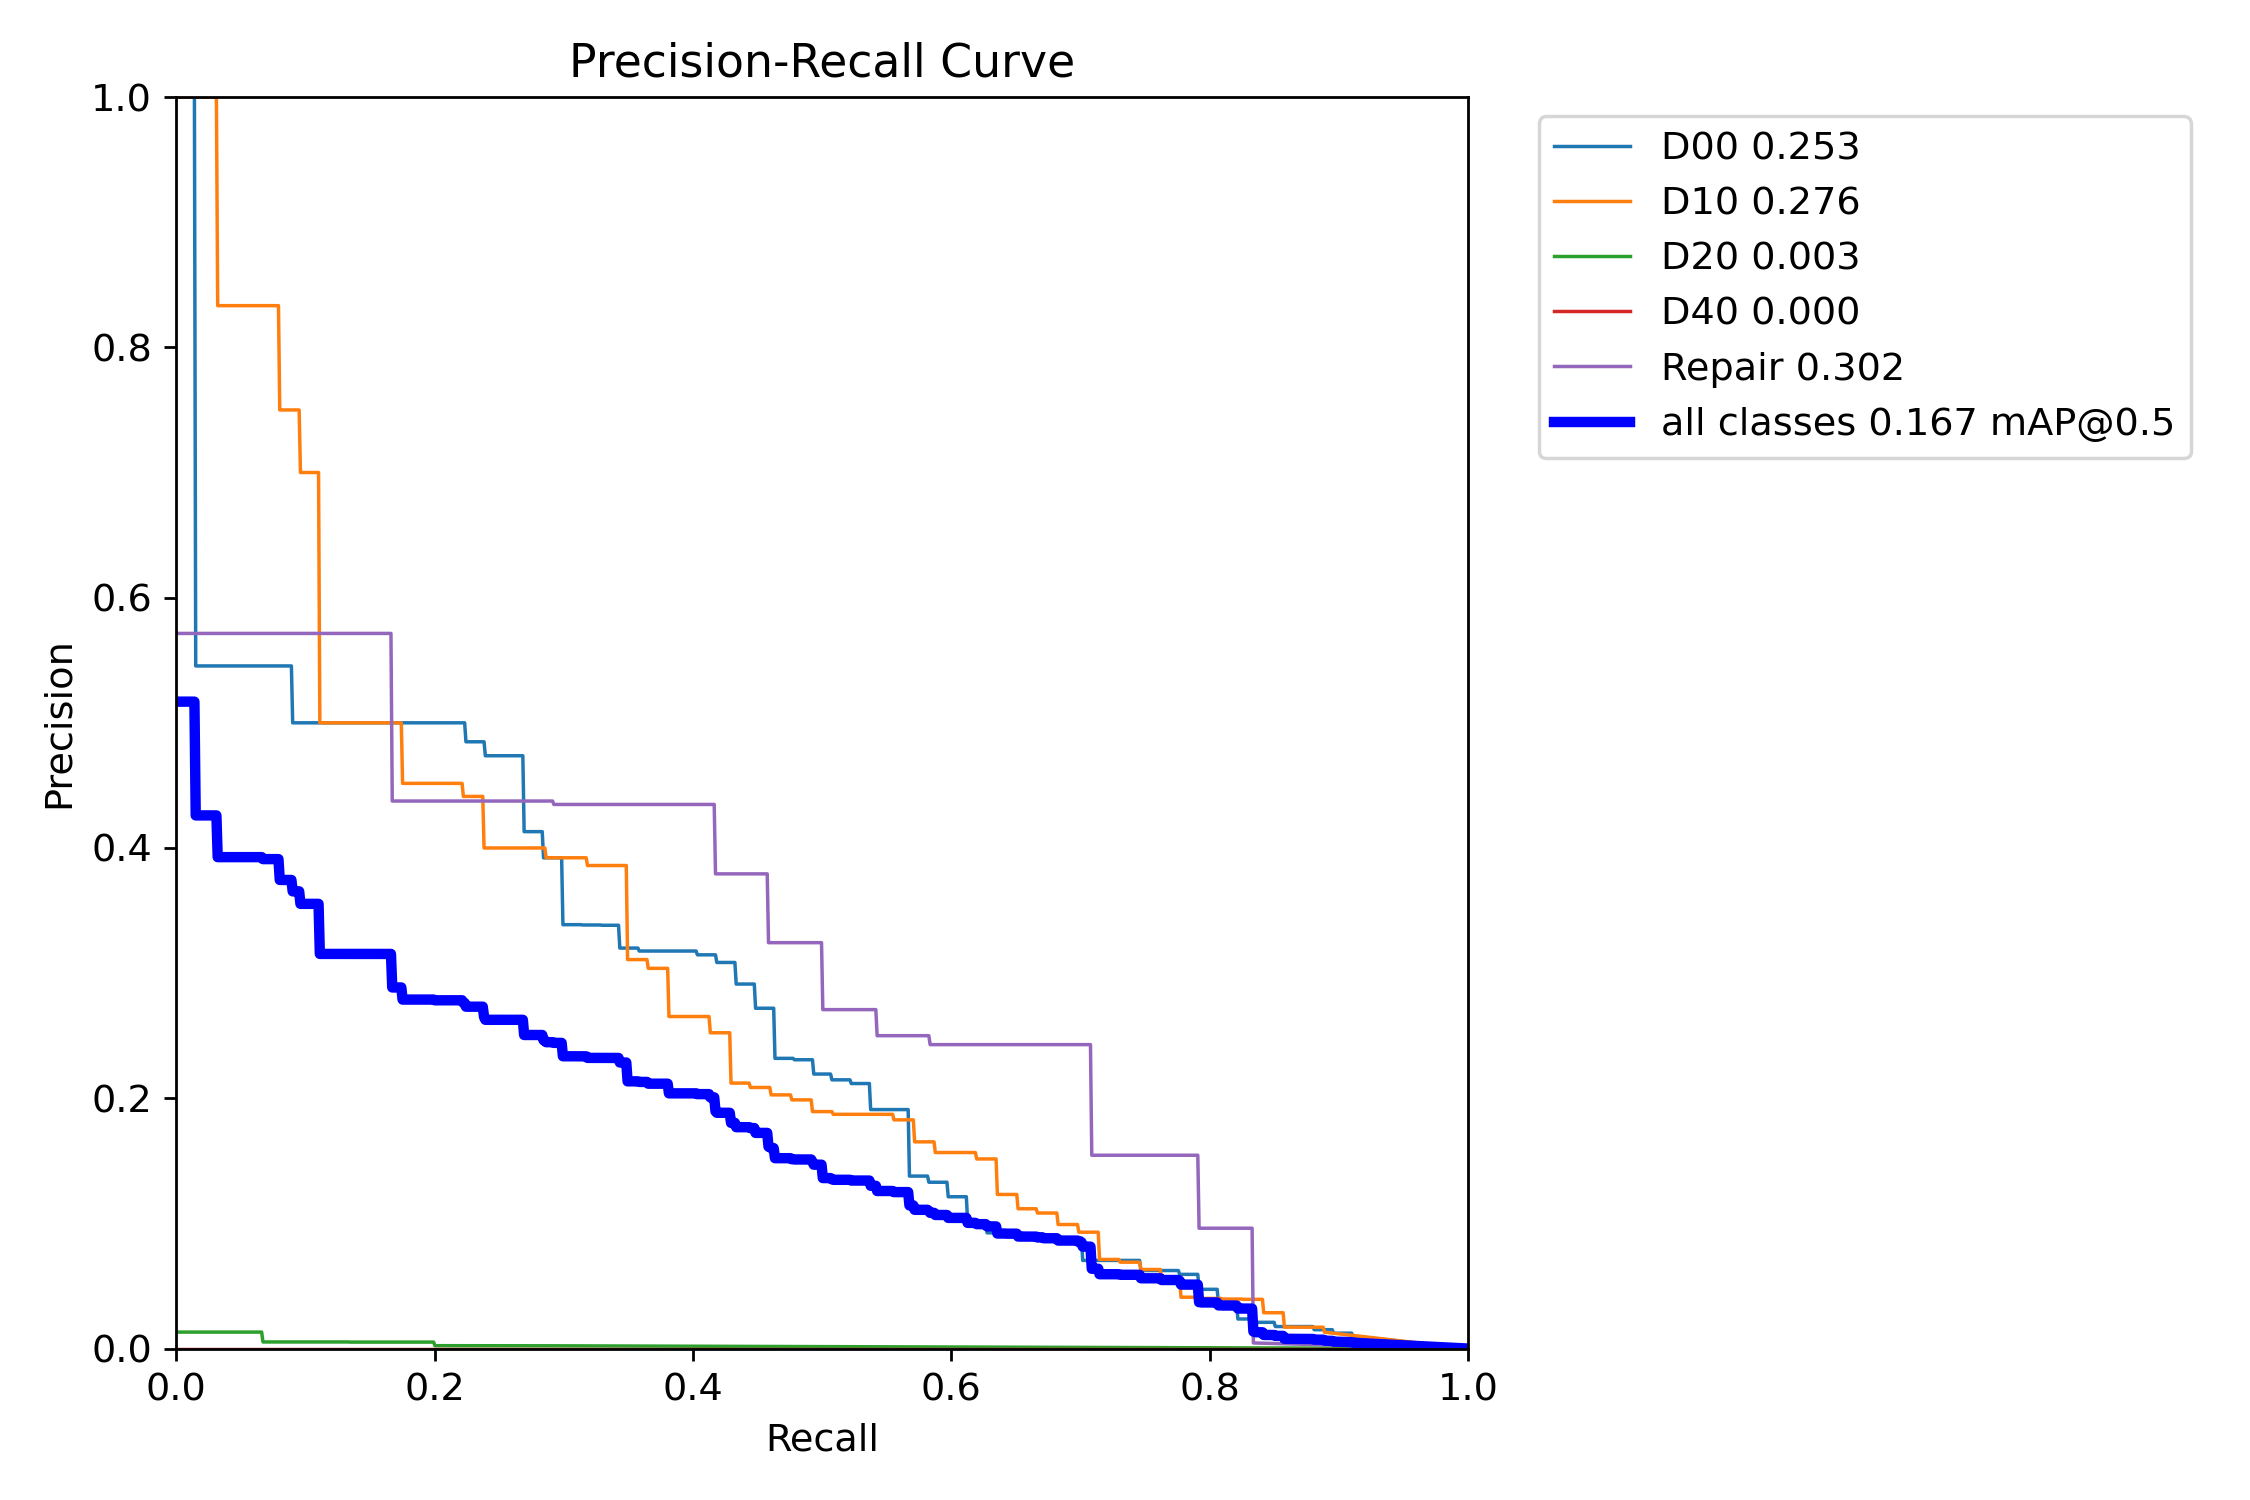 Precision-Recall Curve
1.0
0.8
0.6
0.4
0.2
0.0
Precision
0.0 0.2 0.4 0.6 0.8 1.0
Recall
D00 0.253
D10 0.276
D20 0.003
D40 0.000
Repair 0.302
all classes 0.167 mAP@0.5